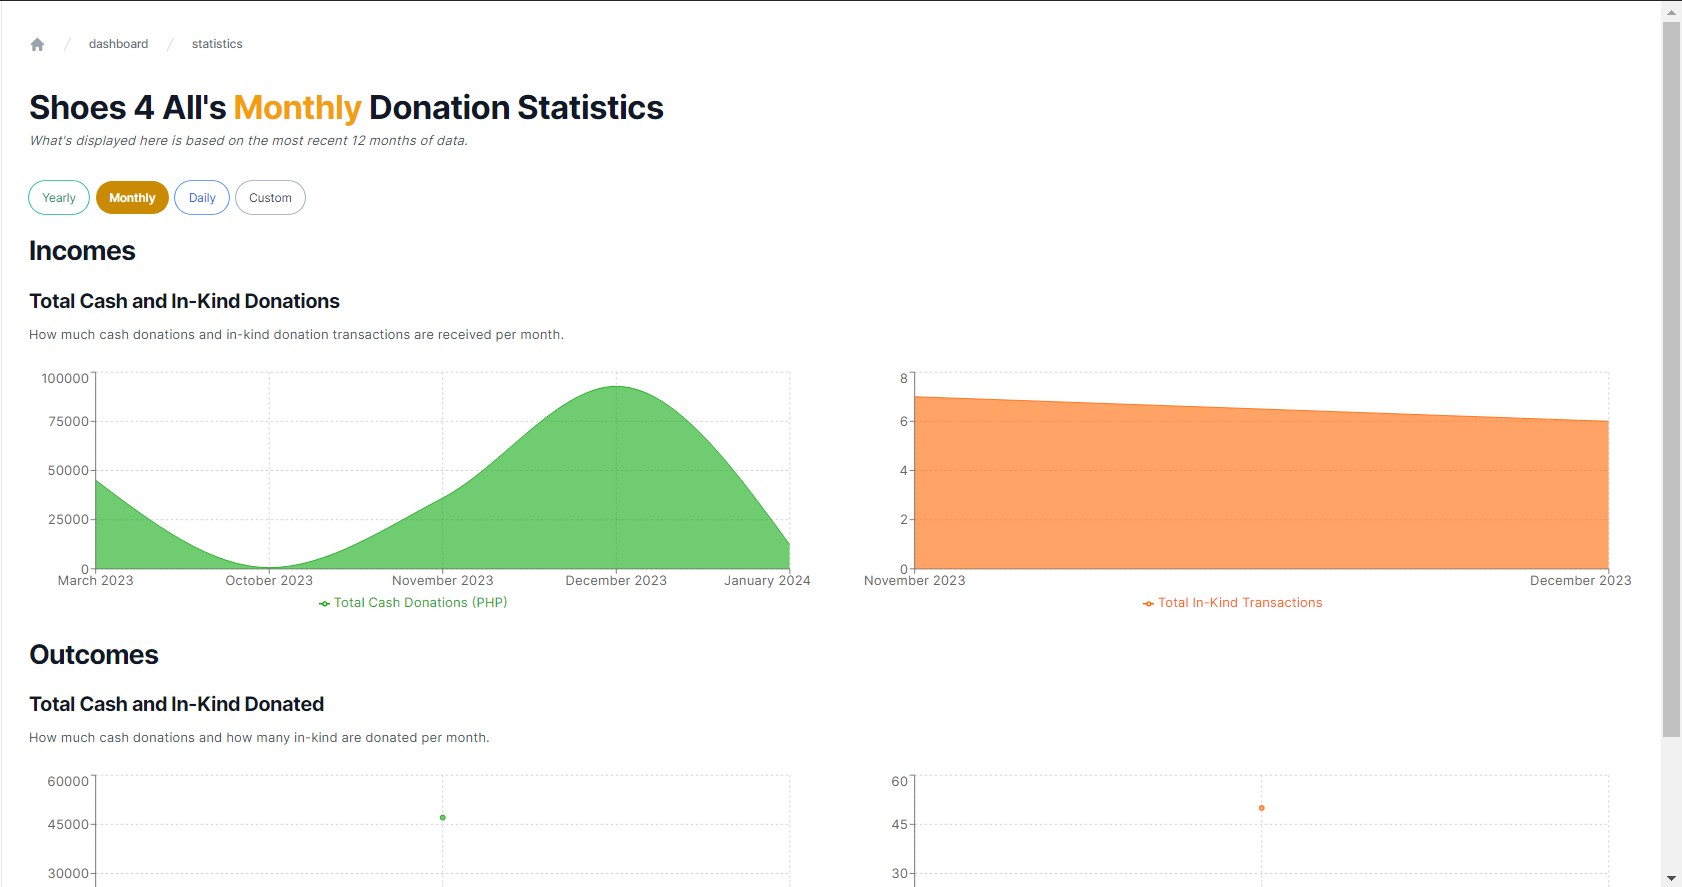 dashboard / statistics
Shoes 4 All's Monthly Donation Statistics
What's displayed here is based on the most recent 12 months of data.
Yearly Monthly Daily Custom
Incomes
Total Cash and In-Kind Donations
How much cash donations and in-kind donation transactions are received per month.
100000
75000
50000
25000
0
March 2023 October 2023 November 2023 December 2023 January 2024
Total Cash Donations (PHP)
8
6
4
2
0
November 2023 December 2023
Total In-Kind Transactions
Outcomes
Total Cash and In-Kind Donated
How much cash donations and how many in-kind are donated per month.
60000
45000
30000
60
45
30